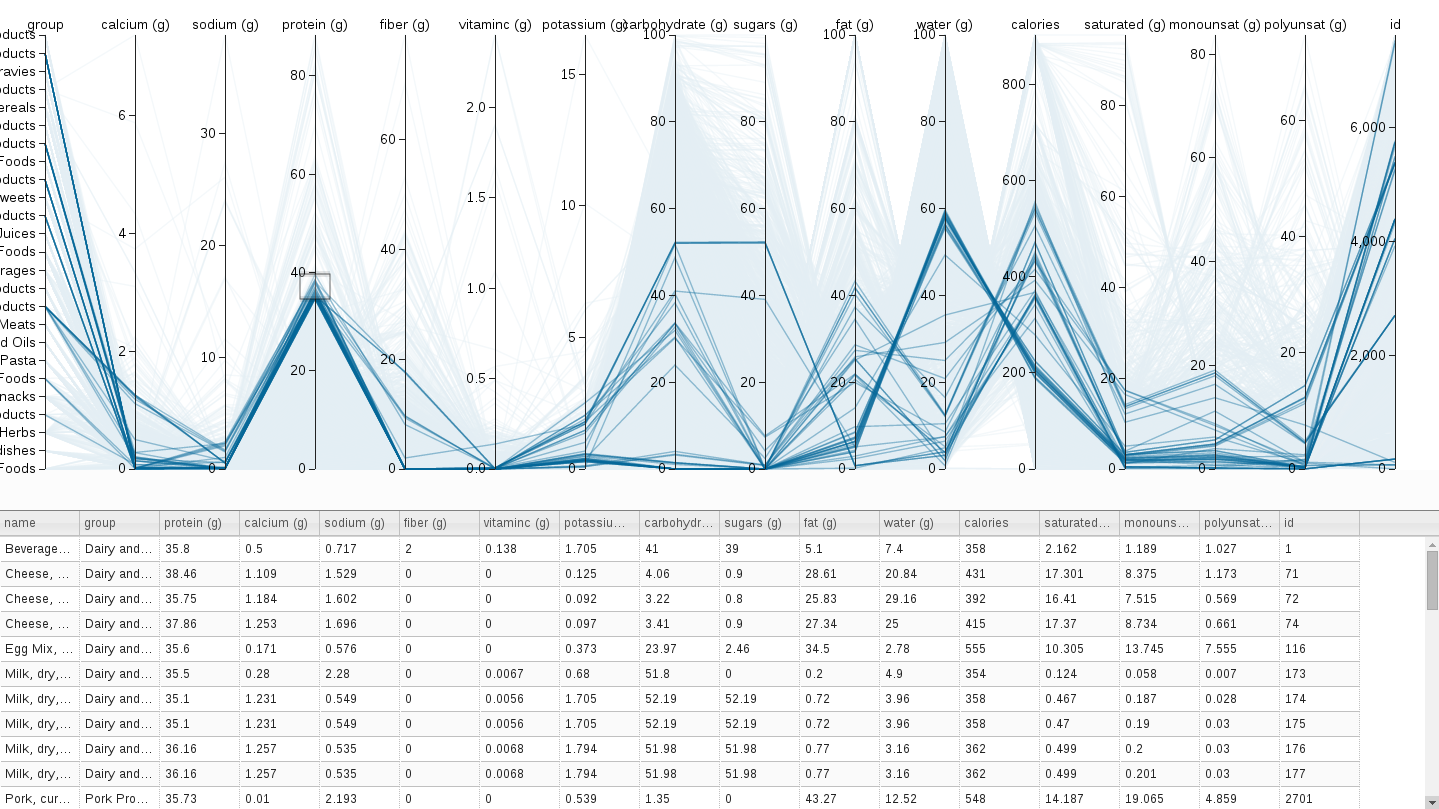 group calcium (g) sodium (g) protein (g) fiber (g) vitaminc (g) potassium (g) carbohydrate (g) sugars (g) fat (g) water (g) calories saturated (g) monounsat (g) polyunsat (g) id
oducts
oducts
ravies
oducts
ereals
oducts
oducts
Foods
oducts
weets
oducts
Juices
Foods
rages
oducts
oducts
Meats
d Oils
Pasta
Foods
nacks
oducts
Herbs
dishes
Foods
6
4
2
0
30
20
10
0
80
60
40
20
0
60
40
20
0
2.0
1.5
1.0
0.5
0.0
15
10
5
0
100
80
60
40
20
0
80
60
40
20
0
100
80
60
40
20
0
100
80
60
40
20
0
800
600
400
200
0
80
60
40
20
0
80
60
40
20
0
60
40
20
0
6,000
4,000
2,000
0
name group protein (g) calcium (g) sodium (g) fiber (g) vitaminc (g) potassiu... carbohydr... sugars (g) fat (g) water (g) calories saturated... monouns... polyunsat... id
Beverage... Dairy and... 35.8 0.5 0.717 2 0.138 1.705 41 39 5.1 7.4 358 2.162 1.189 1.027 1
Cheese, ... Dairy and... 38.46 1.109 1.529 0 0 0.125 4.06 0.9 28.61 20.84 431 17.301 8.375 1.173 71
Cheese, ... Dairy and... 35.75 1.184 1.602 0 0 0.092 3.22 0.8 25.83 29.16 392 16.41 7.515 0.569 72
Cheese, ... Dairy and... 37.86 1.253 1.696 0 0 0.097 3.41 0.9 27.34 25 415 17.37 8.734 0.661 74
Egg Mix, ... Dairy and... 35.6 0.171 0.576 0 0 0.373 23.97 2.46 34.5 2.78 555 10.305 13.745 7.555 116
Milk, dry,... Dairy and... 35.5 0.28 2.28 0 0.0067 0.68 51.8 0 0.2 4.9 354 0.124 0.058 0.007 173
Milk, dry,... Dairy and... 35.1 1.231 0.549 0 0.0056 1.705 52.19 52.19 0.72 3.96 358 0.467 0.187 0.028 174
Milk, dry,... Dairy and... 35.1 1.231 0.549 0 0.0056 1.705 52.19 52.19 0.72 3.96 358 0.47 0.19 0.03 175
Milk, dry,... Dairy and... 36.16 1.257 0.535 0 0.0068 1.794 51.98 51.98 0.77 3.16 362 0.499 0.2 0.03 176
Milk, dry,... Dairy and... 36.16 1.257 0.535 0 0.0068 1.794 51.98 51.98 0.77 3.16 362 0.499 0.201 0.03 177
Pork, cur... Pork Pro... 35.73 0.01 2.193 0 0 0.539 1.35 0 43.27 12.52 548 14.187 19.065 4.859 2701